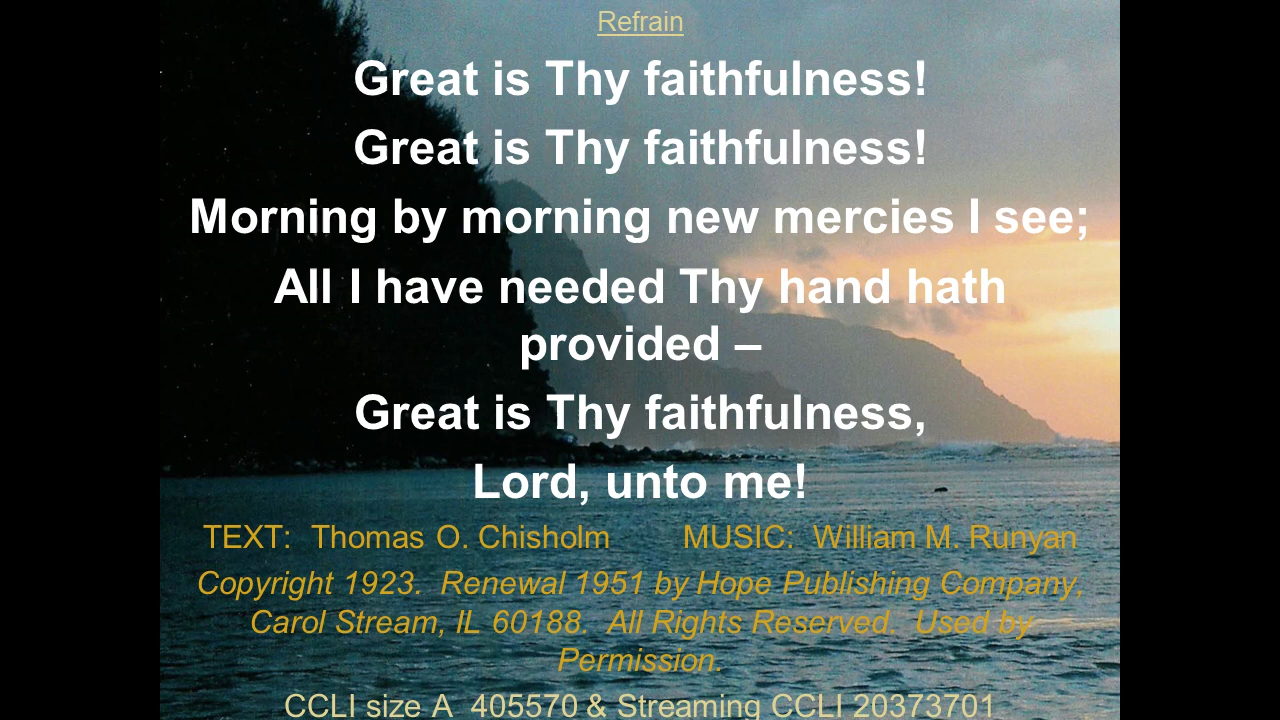 Refrain
Great is Thy faithfulness!
Great is Thy faithfulness!
Morning by morning new mercies I see;
All I have needed Thy hand hath
provided –
Great is Thy faithfulness,
Lord, unto me!
TEXT:  Thomas O. Chisholm        MUSIC:  William M. Runyan
Copyright 1923.  Renewal 1951 by Hope Publishing Company,
Carol Stream, IL 60188.  All Rights Reserved.  Used by
Permission.
CCLI size A  405570 & Streaming CCLI 20373701